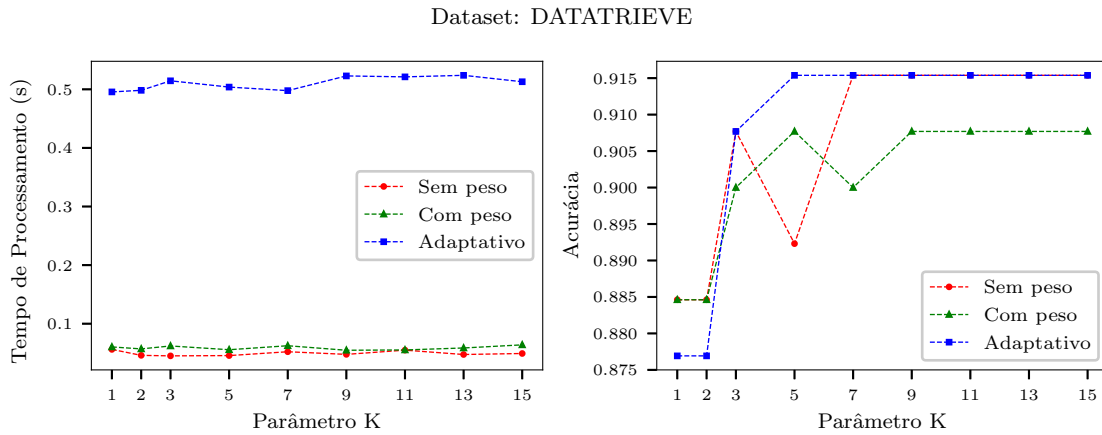 Dataset: DATATRIEVE
Tempo de Processamento (s)
0.5
0.4
0.3
0.2
0.1
Sem peso
Com peso
Adaptativo
1 2 3 5 7 9 11 13 15
Parâmetro K
Acurácia
0.915
0.910
0.905
0.900
0.895
0.890
0.885
0.880
0.875
Sem peso
Com peso
Adaptativo
1 2 3 5 7 9 11 13 15
Parâmetro K